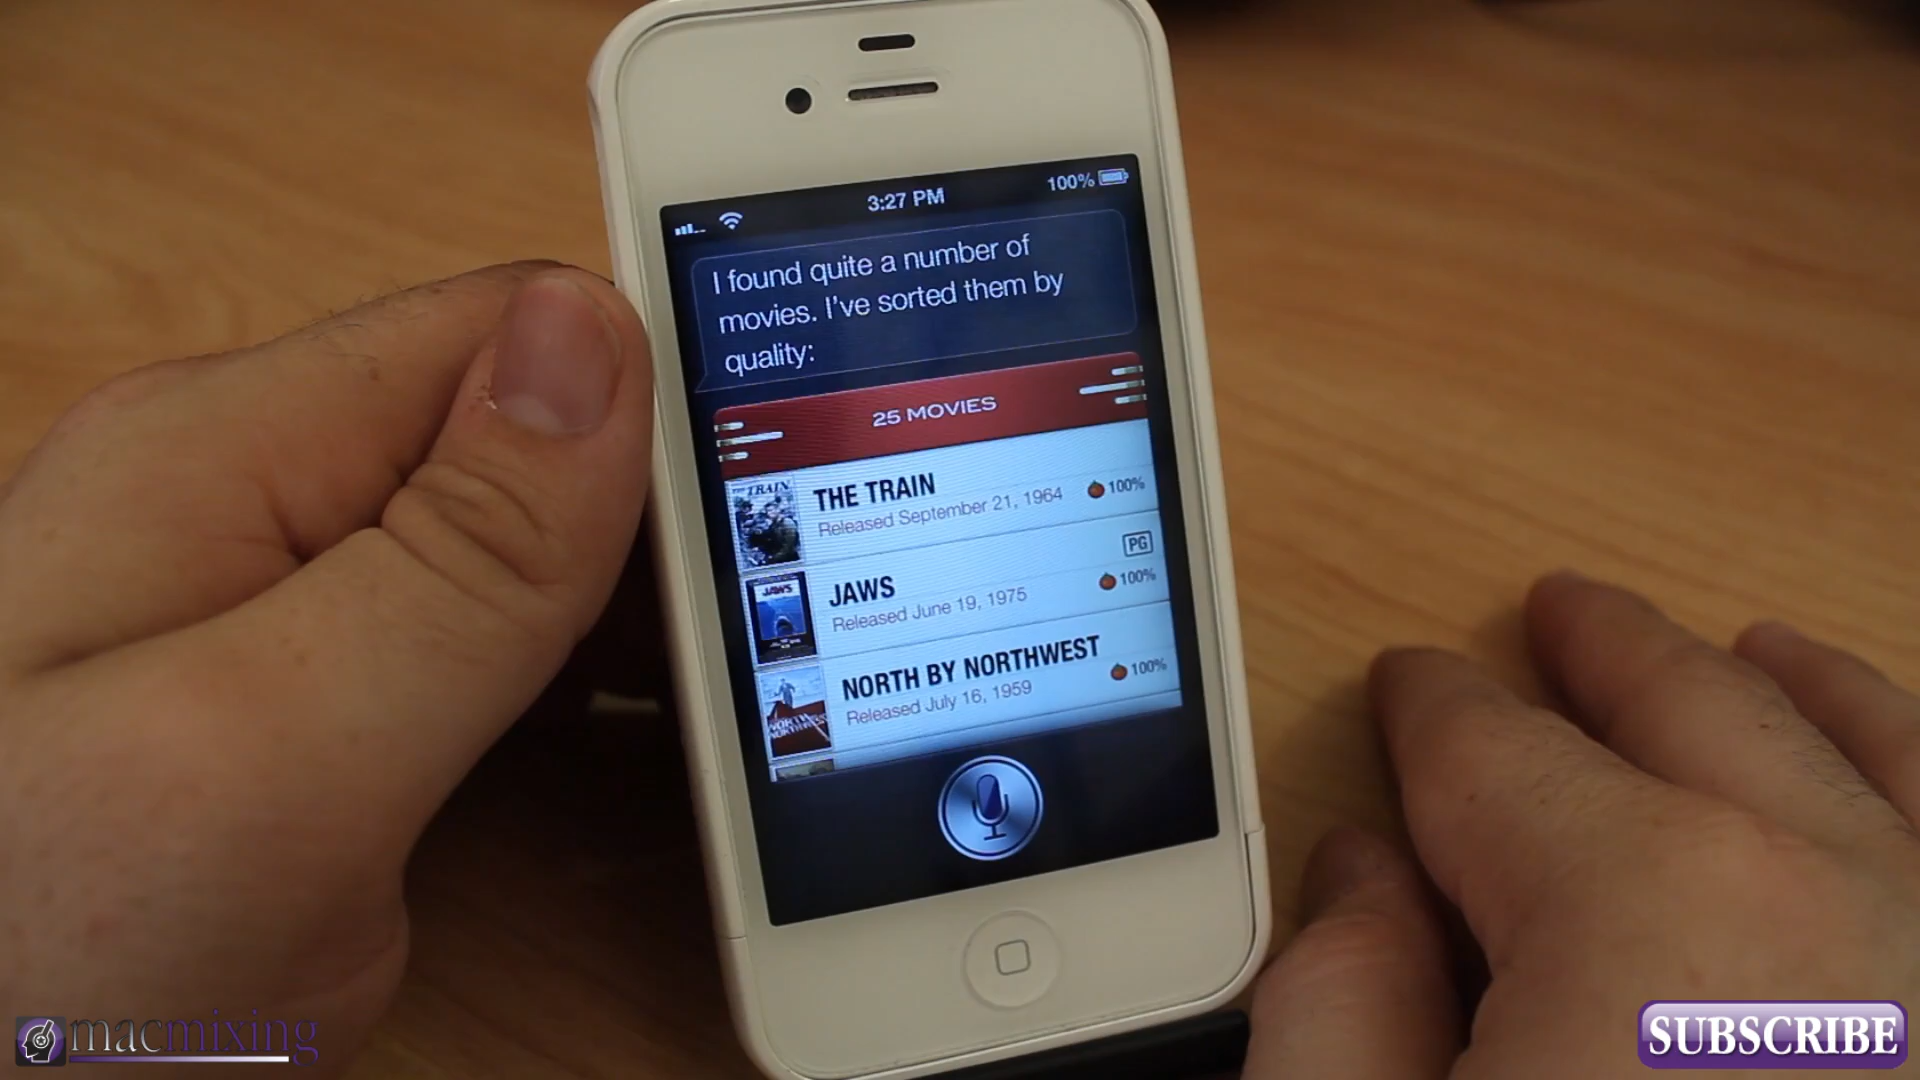 3:27 PM
100%
I found quite a number of
movies. I've sorted them by
quality:
25 MOVIES
THE TRAIN
Released September 21, 1964
100%
TRAIN
PG
JAWS
Released June 19, 1975
100%
JAWS
NORTH BY NORTHWEST
Released July 16, 1959
100%
macmixing
SUBSCRIBE